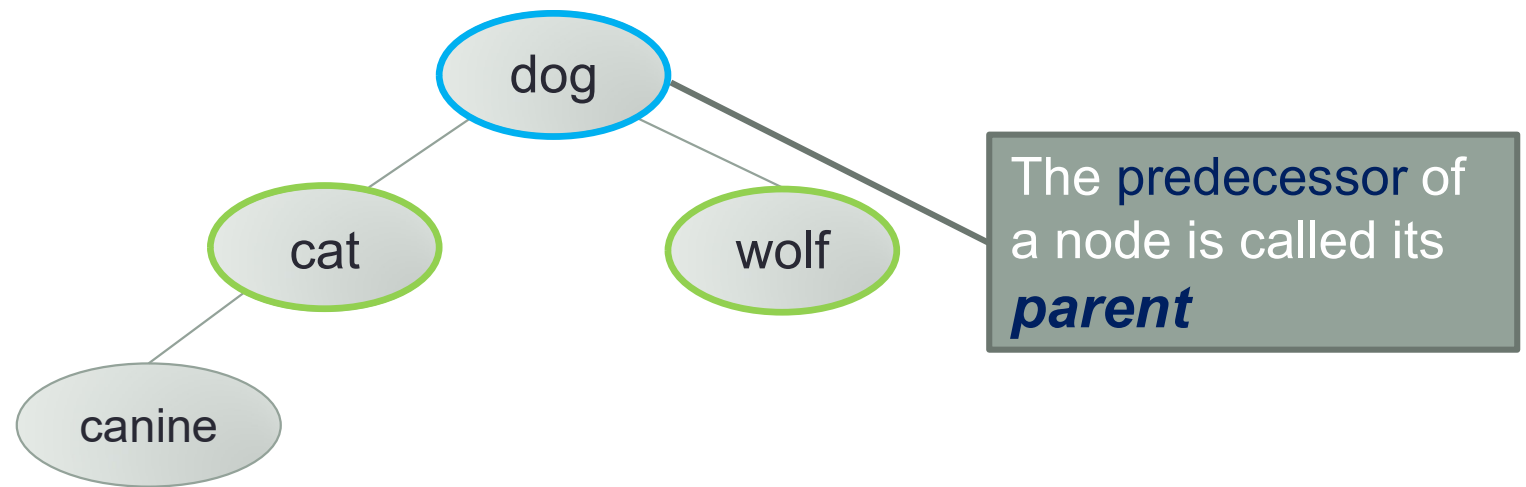 dog
cat
wolf
The predecessor of
a node is called its
parent
canine